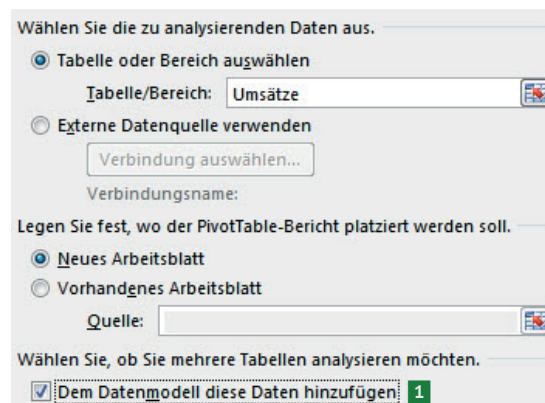 Wählen Sie die zu analysierenden Daten aus.
Tabelle oder Bereich auswählen
Tabelle/Bereich: Umsätze
Externe Datenquelle verwenden
Verbindung auswählen...
Verbindungsname:
Legen Sie fest, wo der PivotTable-Bericht platziert werden soll.
Neues Arbeitsblatt
Vorhandenes Arbeitsblatt
Quelle:
Wählen Sie, ob Sie mehrere Tabellen analysieren möchten.
Dem Datenmodell diese Daten hinzufügen 1